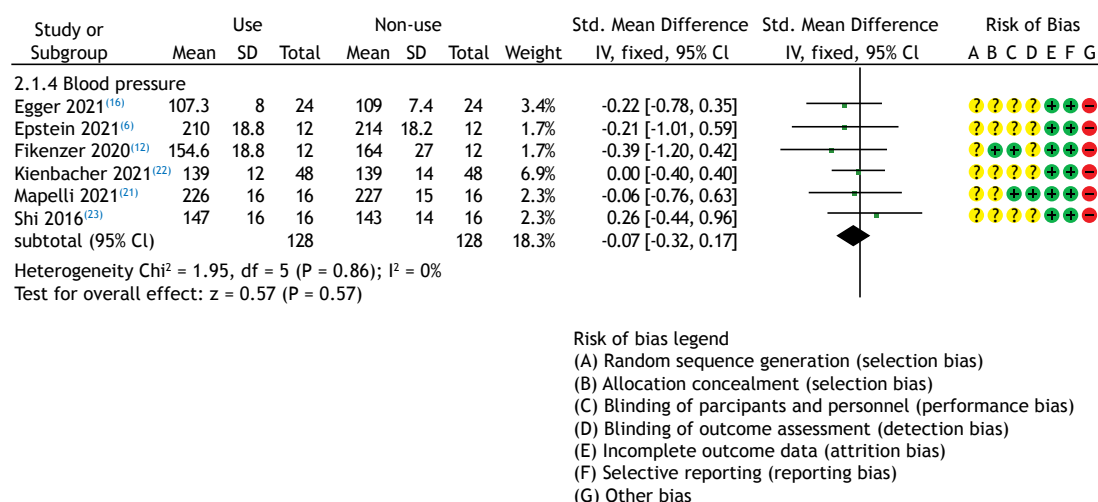 Study or Subgroup Use Mean SD Total Non-use Mean SD Total Weight Std. Mean Difference IV, fixed, 95% Cl Std. Mean Difference IV, fixed, 95% Cl Risk of Bias A B C D E F G
2.1.4 Blood pressure
Egger 2021(16) 107.3 8 24 109 7.4 24 3.4% -0.22 [-0.78, 0.35] ? ? ? ? + + −
Epstein 2021(6) 210 18.8 12 214 18.2 12 1.7% -0.21 [-1.01, 0.59] ? ? ? ? + + −
Fikenzer 2020(12) 154.6 18.8 12 164 27 12 1.7% -0.39 [-1.20, 0.42] ? + + ? + + −
Kienbacher 2021(22) 139 12 48 139 14 48 6.9% 0.00 [-0.40, 0.40] ? ? ? ? + + −
Mapelli 2021(21) 226 16 16 227 15 16 2.3% -0.06 [-0.76, 0.63] ? ? + + + + −
Shi 2016(23) 147 16 16 143 14 16 2.3% 0.26 [-0.44, 0.96] ? ? ? ? + + −
subtotal (95% Cl) 128 128 18.3% -0.07 [-0.32, 0.17]
Heterogeneity Chi² = 1.95, df = 5 (P = 0.86); I² = 0%
Test for overall effect: z = 0.57 (P = 0.57)
Risk of bias legend
(A) Random sequence generation (selection bias)
(B) Allocation concealment (selection bias)
(C) Blinding of parcipants and personnel (performance bias)
(D) Blinding of outcome assessment (detection bias)
(E) Incomplete outcome data (attrition bias)
(F) Selective reporting (reporting bias)
(G) Other bias